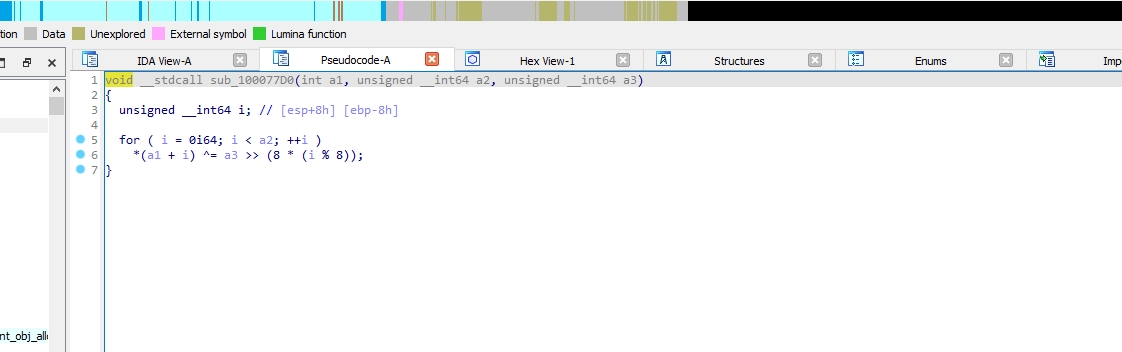 tion Data Unexplored External symbol Lumina function
IDA View-A Pseudocode-A Hex View-1 Structures Enums Imp
1 void __stdcall sub_100077D0(int a1, unsigned __int64 a2, unsigned __int64 a3)
2 {
3 unsigned __int64 i; // [esp+8h] [ebp-8h]
4
5 for ( i = 0i64; i < a2; ++i )
6 *(a1 + i) ^= a3 >> (8 * (i % 8));
7 }
nt_obj_all